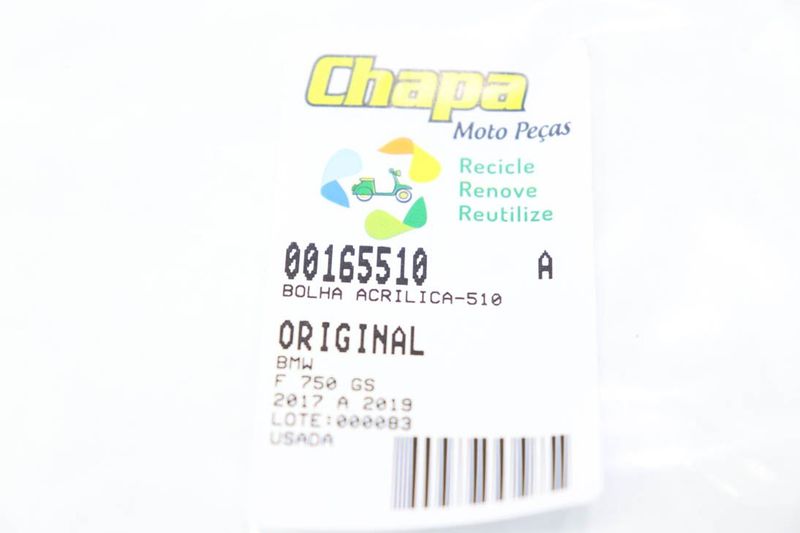 Chapa
Moto Peças
Recicle
Renove
Reutilize
00165510 A
BOLHA ACRILICA-510
ORIGINAL
BMW
F 750 GS
2017 A 2019
LOTE:000083
USADA